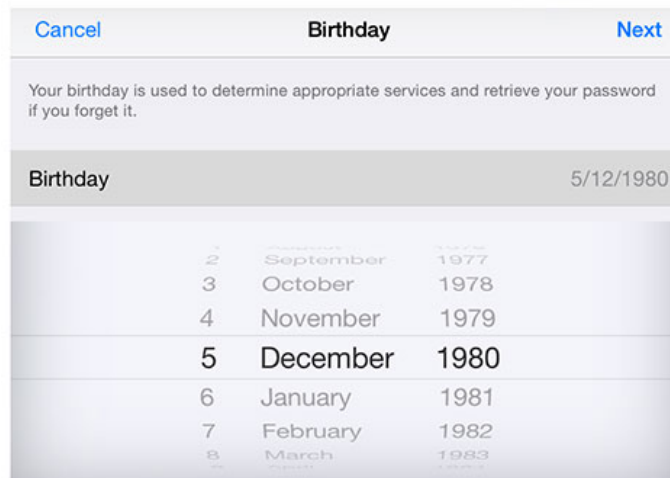 Cancel Birthday Next
Your birthday is used to determine appropriate services and retrieve your password
if you forget it.
Birthday 5/12/1980
2 September 1977
3 October 1978
4 November 1979
5 December 1980
6 January 1981
7 February 1982
8 March 1983